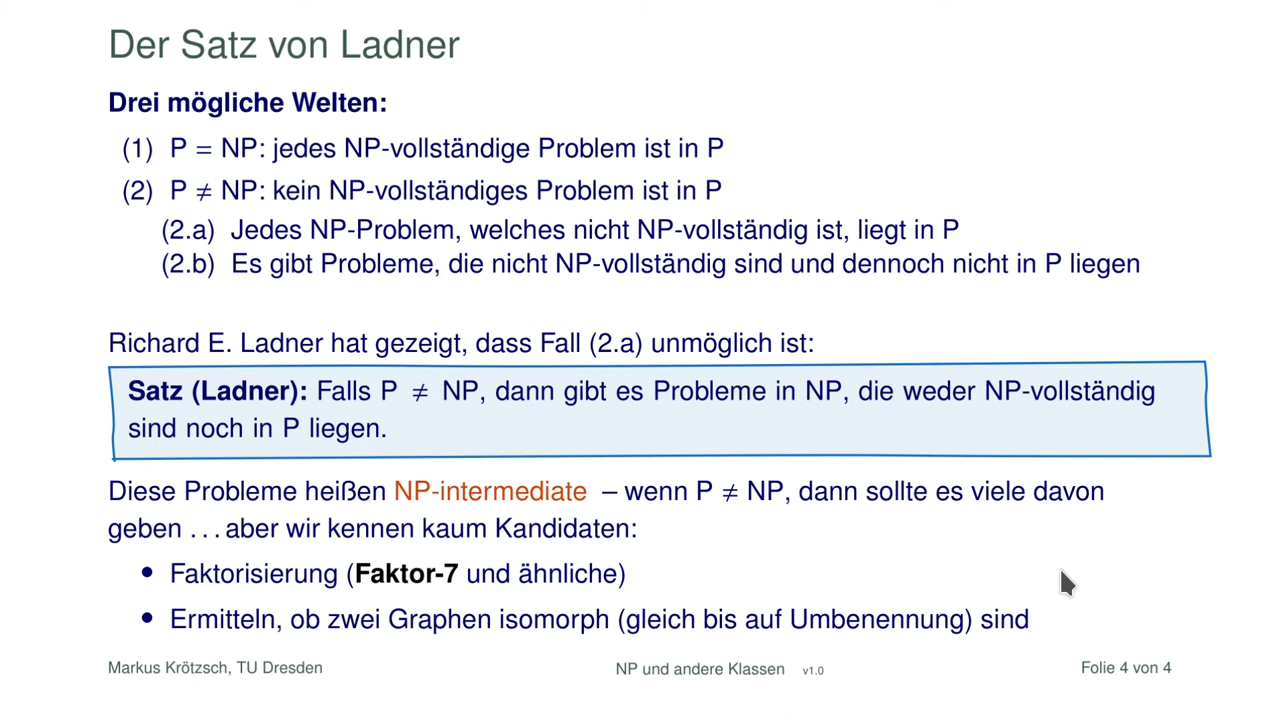 Der Satz von Ladner
Drei mögliche Welten:
(1) P = NP: jedes NP-vollständige Problem ist in P
(2) P ≠ NP: kein NP-vollständiges Problem ist in P
(2.a) Jedes NP-Problem, welches nicht NP-vollständig ist, liegt in P
(2.b) Es gibt Probleme, die nicht NP-vollständig sind und dennoch nicht in P liegen
Richard E. Ladner hat gezeigt, dass Fall (2.a) unmöglich ist:
Satz (Ladner): Falls P ≠ NP, dann gibt es Probleme in NP, die weder NP-vollständig
sind noch in P liegen.
Diese Probleme heißen NP-intermediate – wenn P ≠ NP, dann sollte es viele davon
geben . . . aber wir kennen kaum Kandidaten:
• Faktorisierung (Faktor-7 und ähnliche)
• Ermitteln, ob zwei Graphen isomorph (gleich bis auf Umbenennung) sind
Markus Krötzsch, TU Dresden NP und andere Klassen v1.0 Folie 4 von 4